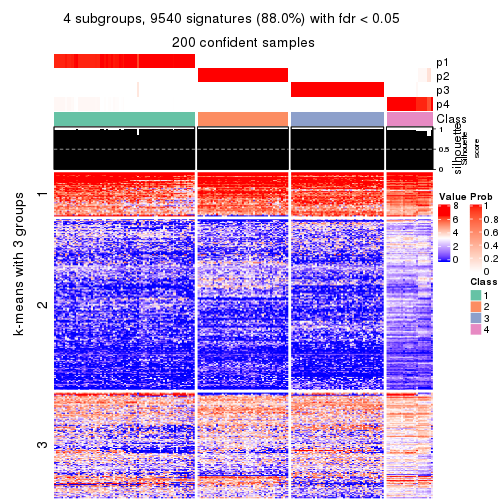 4 subgroups, 9540 signatures (88.0%) with fdr < 0.05
200 confident samples
p1
p2
p3
p4
Class
silhouette
Silhouette
score
1
0.5
0
k-means with 3 groups
1
2
3
Value
8
6
4
2
0
Prob
1
0.8
0.6
0.4
0.2
0
Class
1
2
3
4